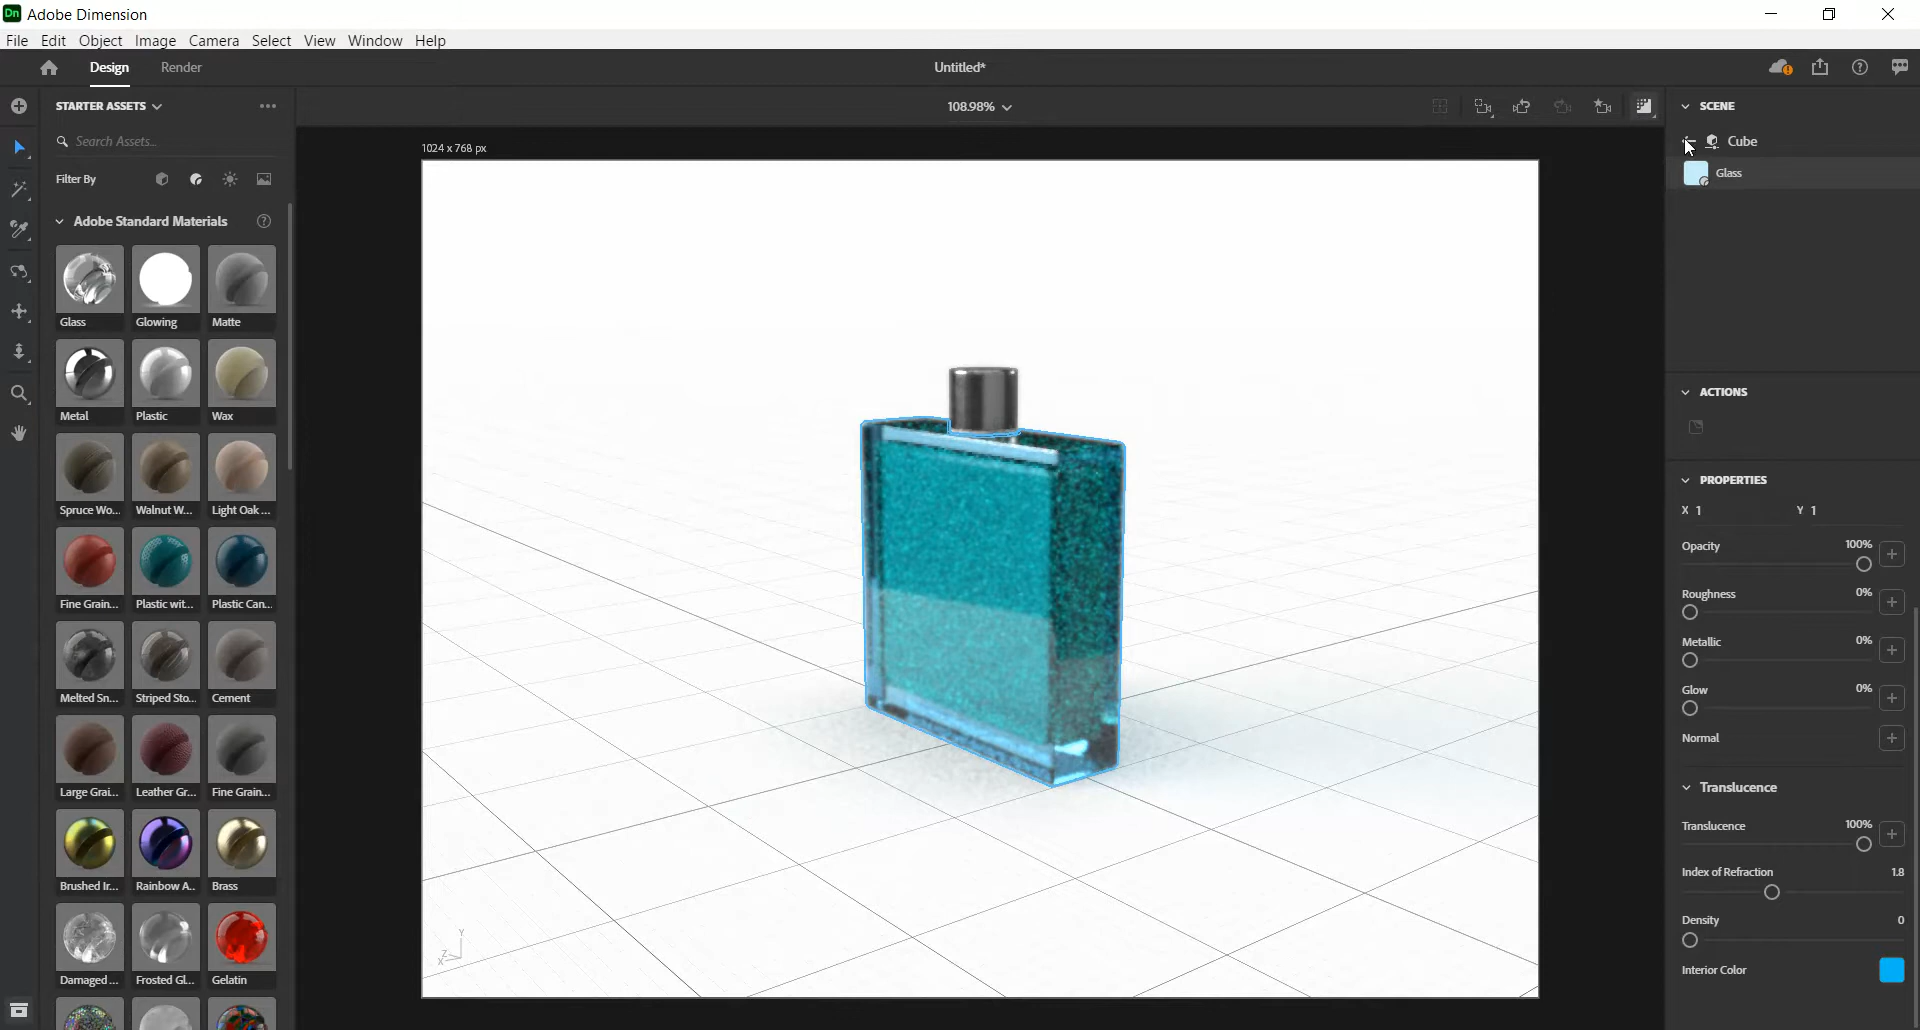 Dn Adobe Dimension
File Edit Object Image Camera Select View Window Help
Design Render Untitled*
STARTER ASSETS
108.98%
SCENE
Search Assets...
1024 x 768 px
Cube
Filter By
Glass
Adobe Standard Materials
Glass Glowing Matte
Metal Plastic Wax
ACTIONS
Spruce Wo... Walnut W... Light Oak ...
PROPERTIES
X 1 Y 1
Opacity 100%
Fine Grain... Plastic wit... Plastic Can...
Roughness 0%
Metallic 0%
Melted Sn... Striped Sto... Cement
Glow 0%
Normal
Large Grai... Leather Gr... Fine Grain...
Translucence
Translucence 100%
Brushed Ir... Rainbow A... Brass
Index of Refraction 1.8
Density 0
Damaged ... Frosted Gl... Gelatin
Interior Color
Y
Z
X